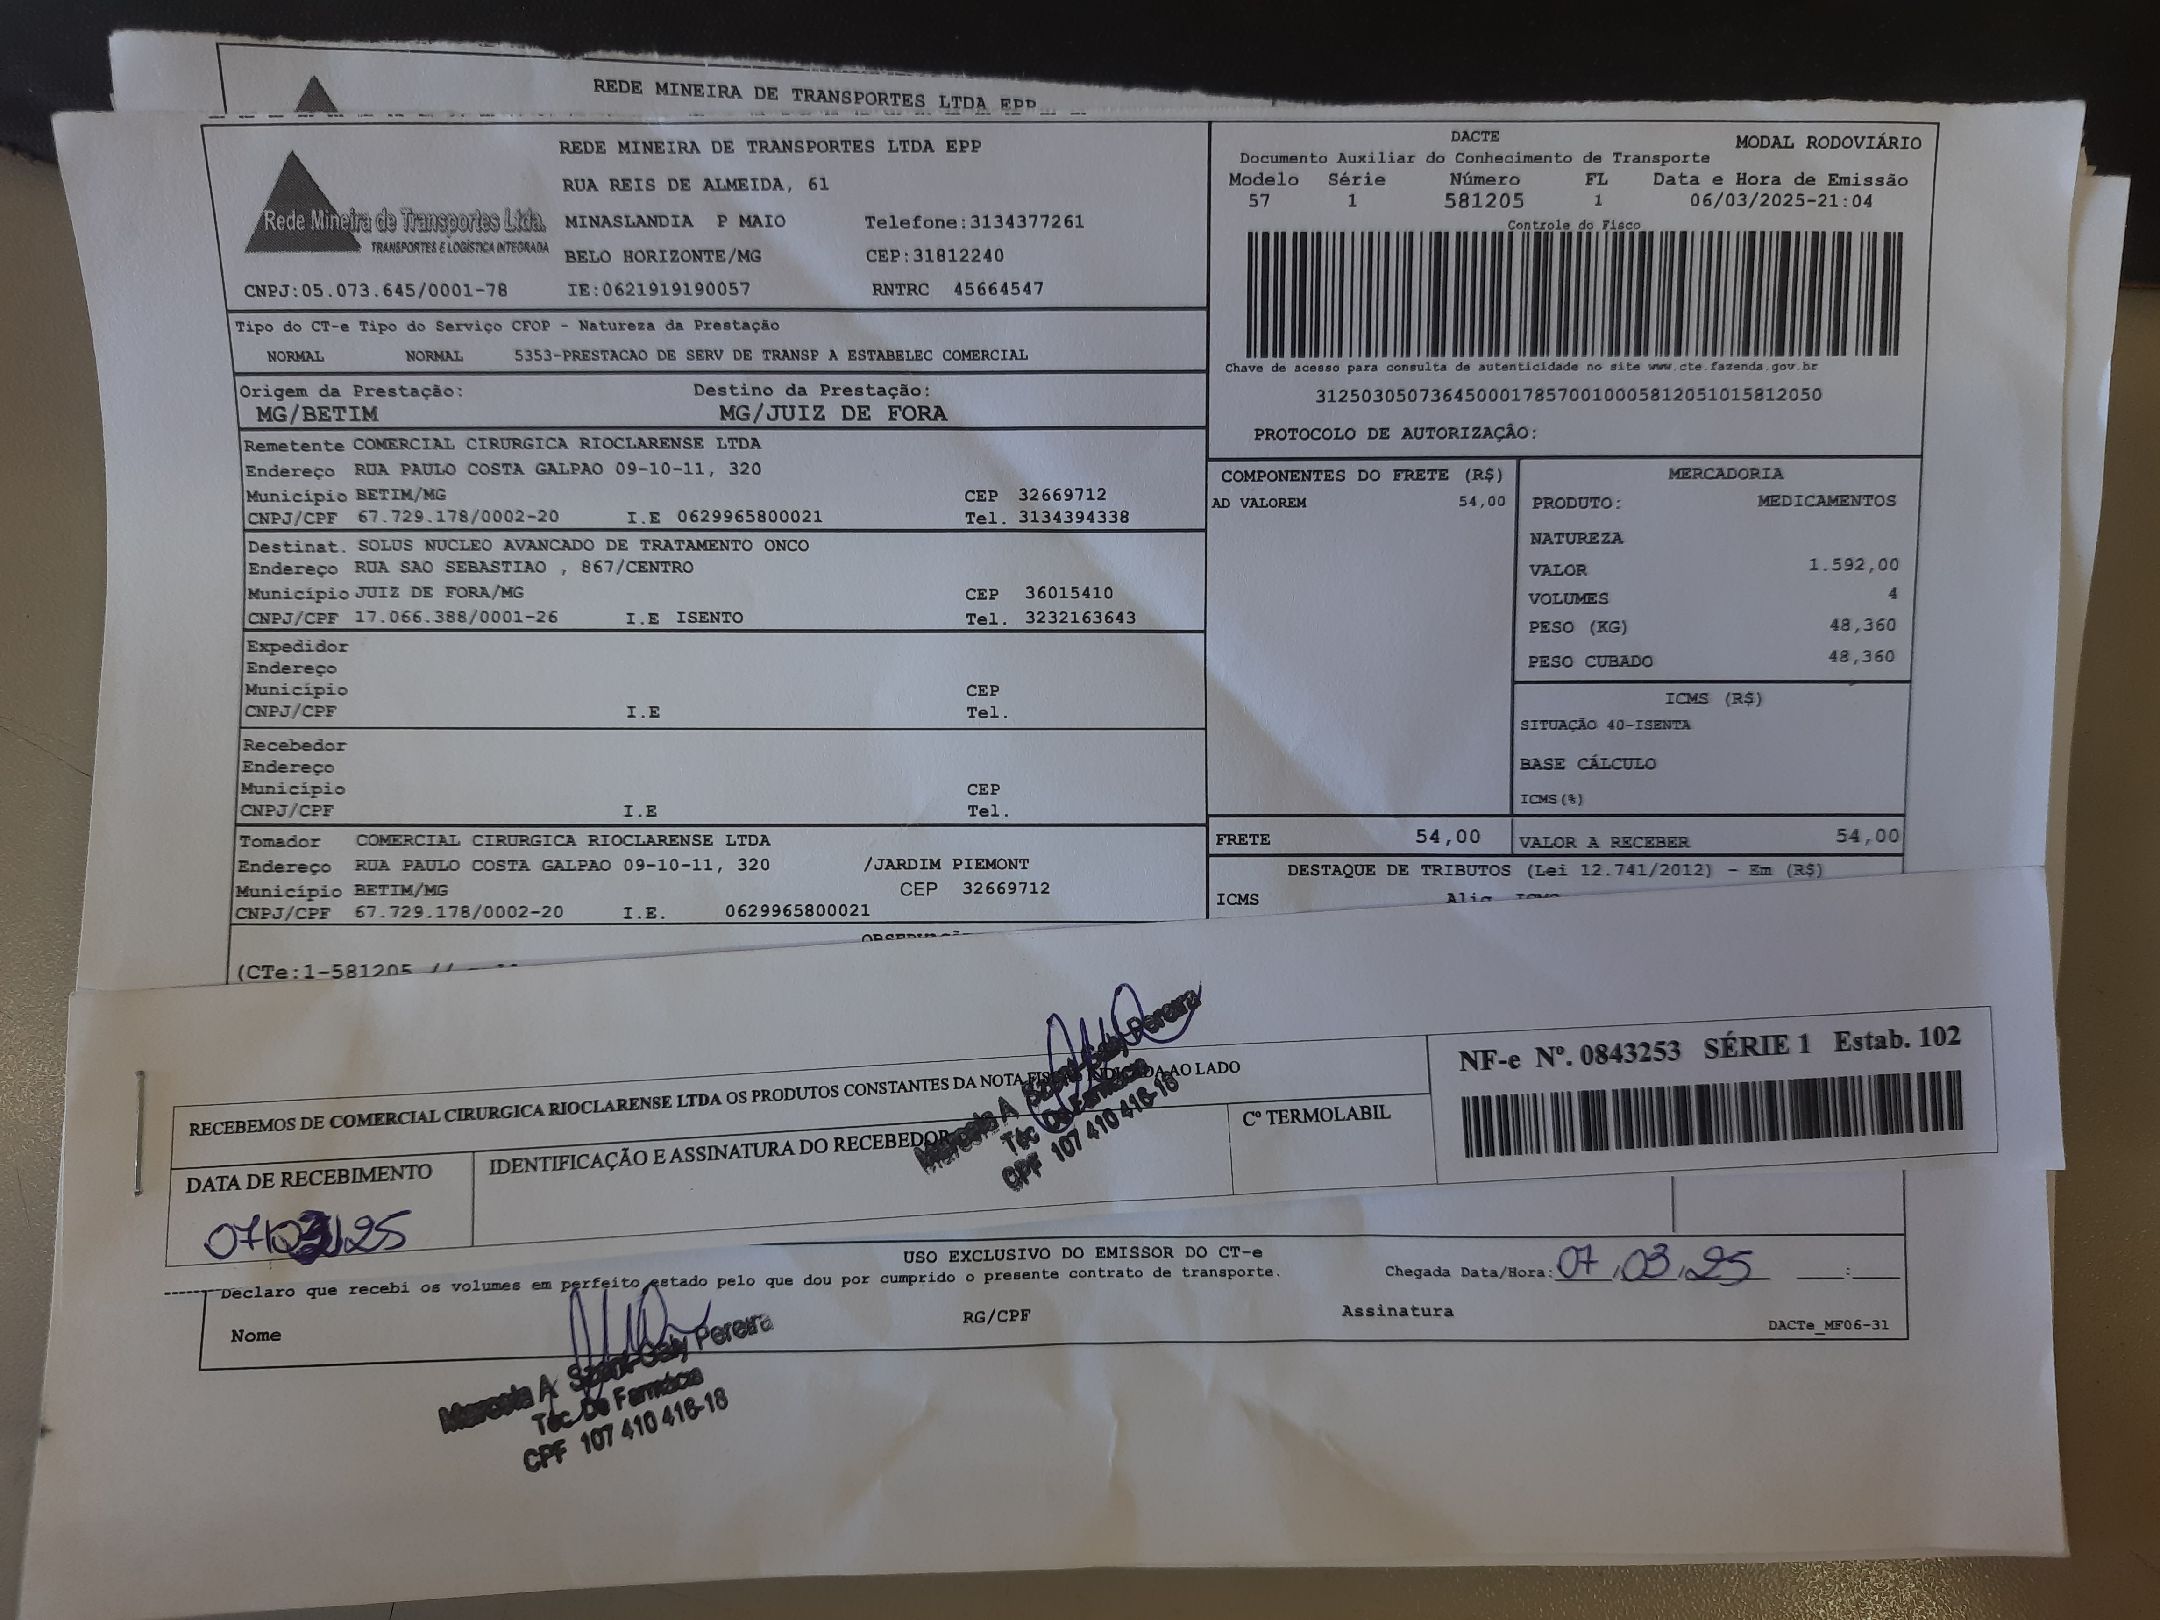 REDE MINEIRA DE TRANSPORTES LTDA EPP
REDE MINEIRA DE TRANSPORTES LTDA EPP
RUA REIS DE ALMEIDA, 61
Rede Mineira de Transportes Ltda.
TRANSPORTES E LOGÍSTICA INTEGRADA
MINASLANDIA P MAIO Telefone:3134377261
BELO HORIZONTE/MG CEP:31812240
CNPJ:05.073.645/0001-78 IE:0621919190057 RNTRC 45664547
DACTE MODAL RODOVIÁRIO
Documento Auxiliar do Conhecimento de Transporte
Modelo Série Número FL Data e Hora de Emissão
57 1 581205 1 06/03/2025-21:04
Controle do Fisco
Chave de acesso para consulta de autenticidade no site www.cte.fazenda.gov.br
31250305073645000178570010005812051015812050
PROTOCOLO DE AUTORIZAÇÃO:
Tipo do CT-e Tipo do Serviço CFOP - Natureza da Prestação
NORMAL NORMAL 5353-PRESTACAO DE SERV DE TRANSP A ESTABELEC COMERCIAL
Origem da Prestação: Destino da Prestação:
MG/BETIM MG/JUIZ DE FORA
Remetente COMERCIAL CIRURGICA RIOCLARENSE LTDA
Endereço RUA PAULO COSTA GALPAO 09-10-11, 320
Município BETIM/MG CEP 32669712
CNPJ/CPF 67.729.178/0002-20 I.E 0629965800021 Tel. 3134394338
Destinat. SOLUS NUCLEO AVANCADO DE TRATAMENTO ONCO
Endereço RUA SAO SEBASTIAO , 867/CENTRO
Município JUIZ DE FORA/MG CEP 36015410
CNPJ/CPF 17.066.388/0001-26 I.E ISENTO Tel. 3232163643
Expedidor
Endereço
Município CEP
CNPJ/CPF I.E Tel.
Recebedor
Endereço
Município CEP
CNPJ/CPF I.E Tel.
Tomador COMERCIAL CIRURGICA RIOCLARENSE LTDA
Endereço RUA PAULO COSTA GALPAO 09-10-11, 320 /JARDIM PIEMONT
Município BETIM/MG CEP 32669712
CNPJ/CPF 67.729.178/0002-20 I.E. 0629965800021
COMPONENTES DO FRETE (R$)
AD VALOREM 54,00
MERCADORIA
PRODUTO: MEDICAMENTOS
NATUREZA
VALOR 1.592,00
VOLUMES 4
PESO (KG) 48,360
PESO CUBADO 48,360
ICMS (R$)
SITUAÇÃO 40-ISENTA
BASE CÁLCULO
ICMS(%)
FRETE 54,00 VALOR A RECEBER 54,00
DESTAQUE DE TRIBUTOS (Lei 12.741/2012) - Em (R$)
ICMS Aliq ICMS
(CTe:1-581205 //
RECEBEMOS DE COMERCIAL CIRURGICA RIOCLARENSE LTDA OS PRODUTOS CONSTANTES DA NOTA FISCAL INDICADA AO LADO
DATA DE RECEBIMENTO
07/03/25
IDENTIFICAÇÃO E ASSINATURA DO RECEBEDOR
Pereira
Téc. De Farmácia
CPF 107 410 416-18
Cº TERMOLABIL
NF-e Nº. 0843253 SÉRIE 1 Estab. 102
USO EXCLUSIVO DO EMISSOR DO CT-e
Declaro que recebi os volumes em perfeito estado pelo que dou por cumprido o presente contrato de transporte.
Chegada Data/Hora: 07,03,25 :
Nome RG/CPF Assinatura
DACTe_MF06-31
Marcela A. Pereira
Téc. De Farmácia
CPF 107 410 416-18